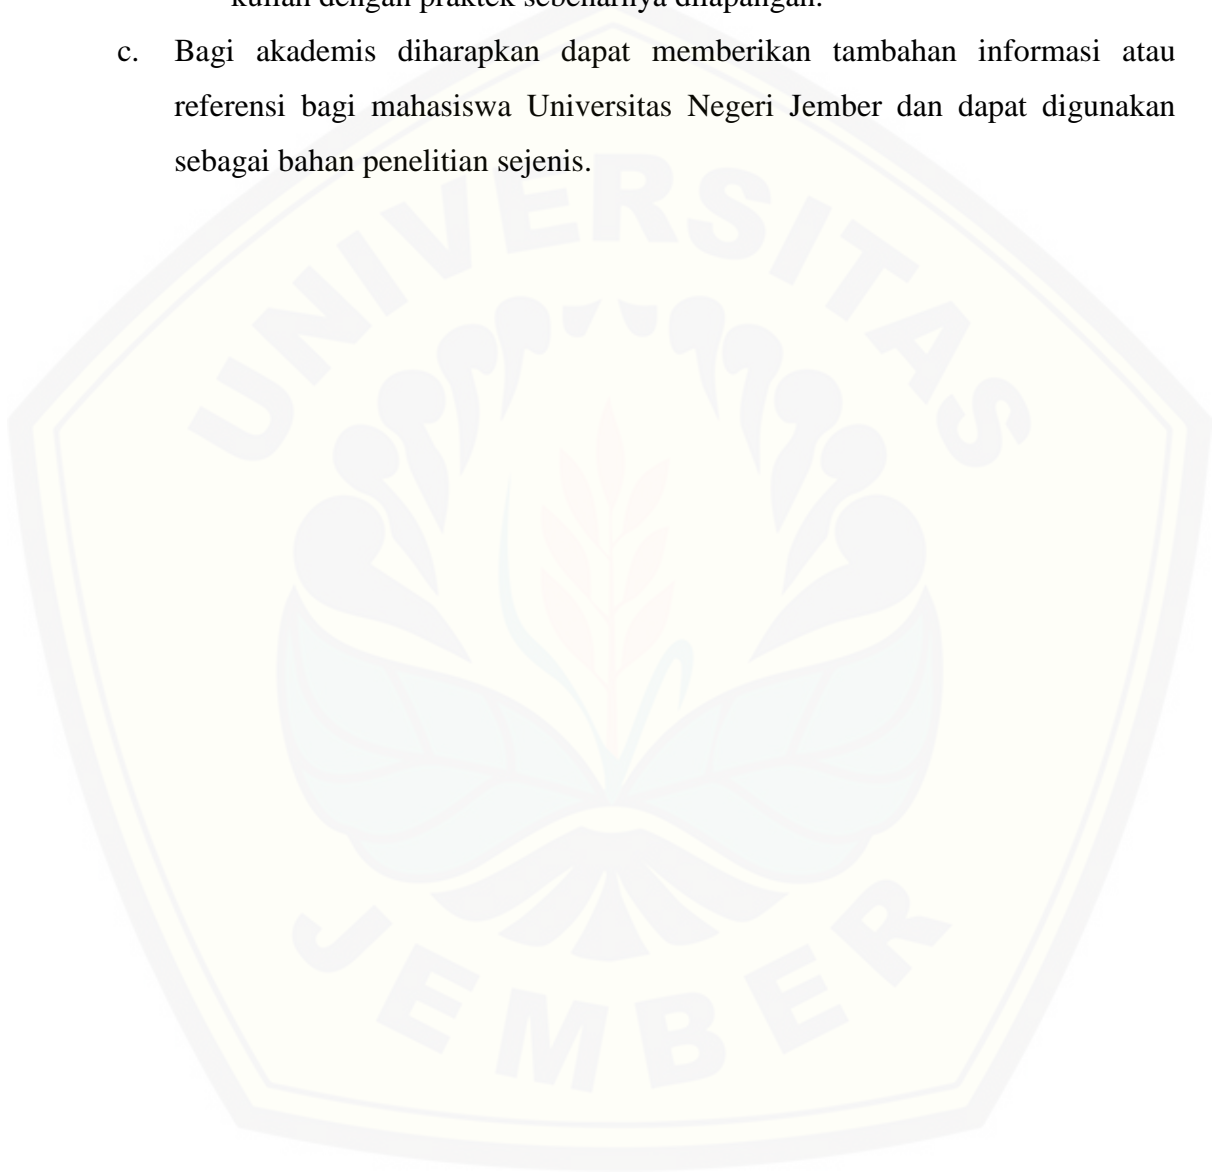 kuliah dengan praktek sebenarnya dilapangan.
c. Bagi akademis diharapkan dapat memberikan tambahan informasi atau
referensi bagi mahasiswa Universitas Negeri Jember dan dapat digunakan
sebagai bahan penelitian sejenis.
UNIVERSITAS
JEMBER